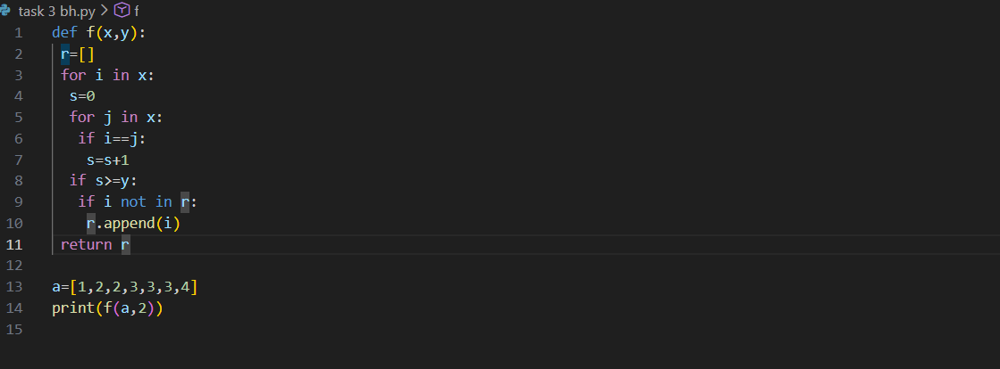 task 3 bh.py > f
1 def f(x,y):
2  r=[]
3  for i in x:
4   s=0
5   for j in x:
6    if i==j:
7     s=s+1
8   if s>=y:
9    if i not in r:
10     r.append(i)
11  return r
12
13 a=[1,2,2,3,3,3,4]
14 print(f(a,2))
15